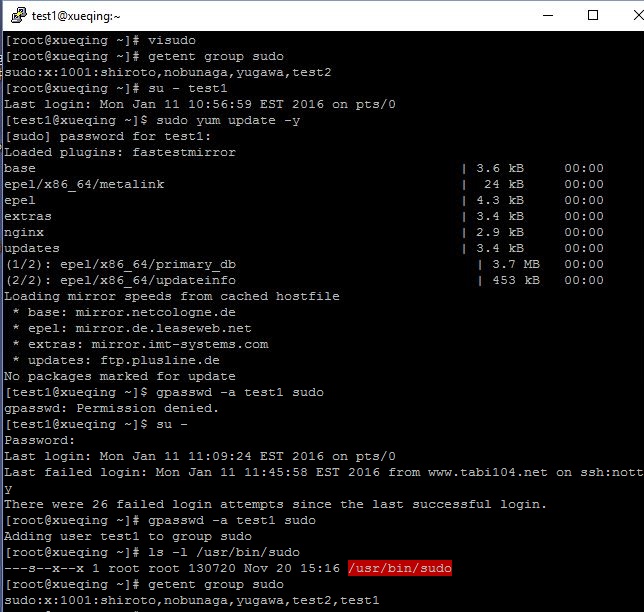 test1@xueqing:~
[root@xueqing ~]# visudo
[root@xueqing ~]# getent group sudo
sudo:x:1001:shiroto,nobunaga,yugawa,test2
[root@xueqing ~]# su - test1
Last login: Mon Jan 11 10:56:59 EST 2016 on pts/0
[test1@xueqing ~]$ sudo yum update -y
[sudo] password for test1:
Loaded plugins: fastestmirror
base | 3.6 kB 00:00
epel/x86_64/metalink | 24 kB 00:00
epel | 4.3 kB 00:00
extras | 3.4 kB 00:00
nginx | 2.9 kB 00:00
updates | 3.4 kB 00:00
(1/2): epel/x86_64/primary_db | 3.7 MB 00:00
(2/2): epel/x86_64/updateinfo | 453 kB 00:00
Loading mirror speeds from cached hostfile
 * base: mirror.netcologne.de
 * epel: mirror.de.leaseweb.net
 * extras: mirror.imt-systems.com
 * updates: ftp.plusline.de
No packages marked for update
[test1@xueqing ~]$ gpasswd -a test1 sudo
gpasswd: Permission denied.
[test1@xueqing ~]$ su -
Password:
Last login: Mon Jan 11 11:09:24 EST 2016 on pts/0
Last failed login: Mon Jan 11 11:45:58 EST 2016 from www.tabi104.net on ssh:nott
y
There were 26 failed login attempts since the last successful login.
[root@xueqing ~]# gpasswd -a test1 sudo
Adding user test1 to group sudo
[root@xueqing ~]# ls -l /usr/bin/sudo
---s--x--x 1 root root 130720 Nov 20 15:16 /usr/bin/sudo
[root@xueqing ~]# getent group sudo
sudo:x:1001:shiroto,nobunaga,yugawa,test2,test1